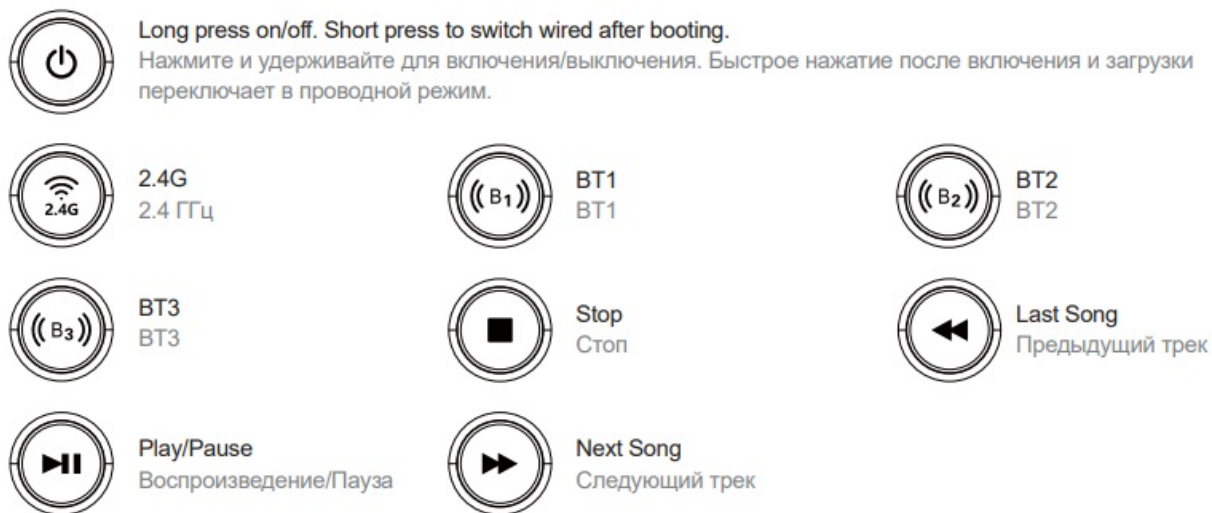 Long press on/off. Short press to switch wired after booting.
Нажмите и удерживайте для включения/выключения. Быстрое нажатие после включения и загрузки
переключает в проводной режим.
2.4G
2.4G
2.4 ГГц
B1
BT1
BT1
B2
BT2
BT2
B3
BT3
BT3
Stop
Стоп
Last Song
Предыдущий трек
Play/Pause
Воспроизведение/Пауза
Next Song
Следующий трек